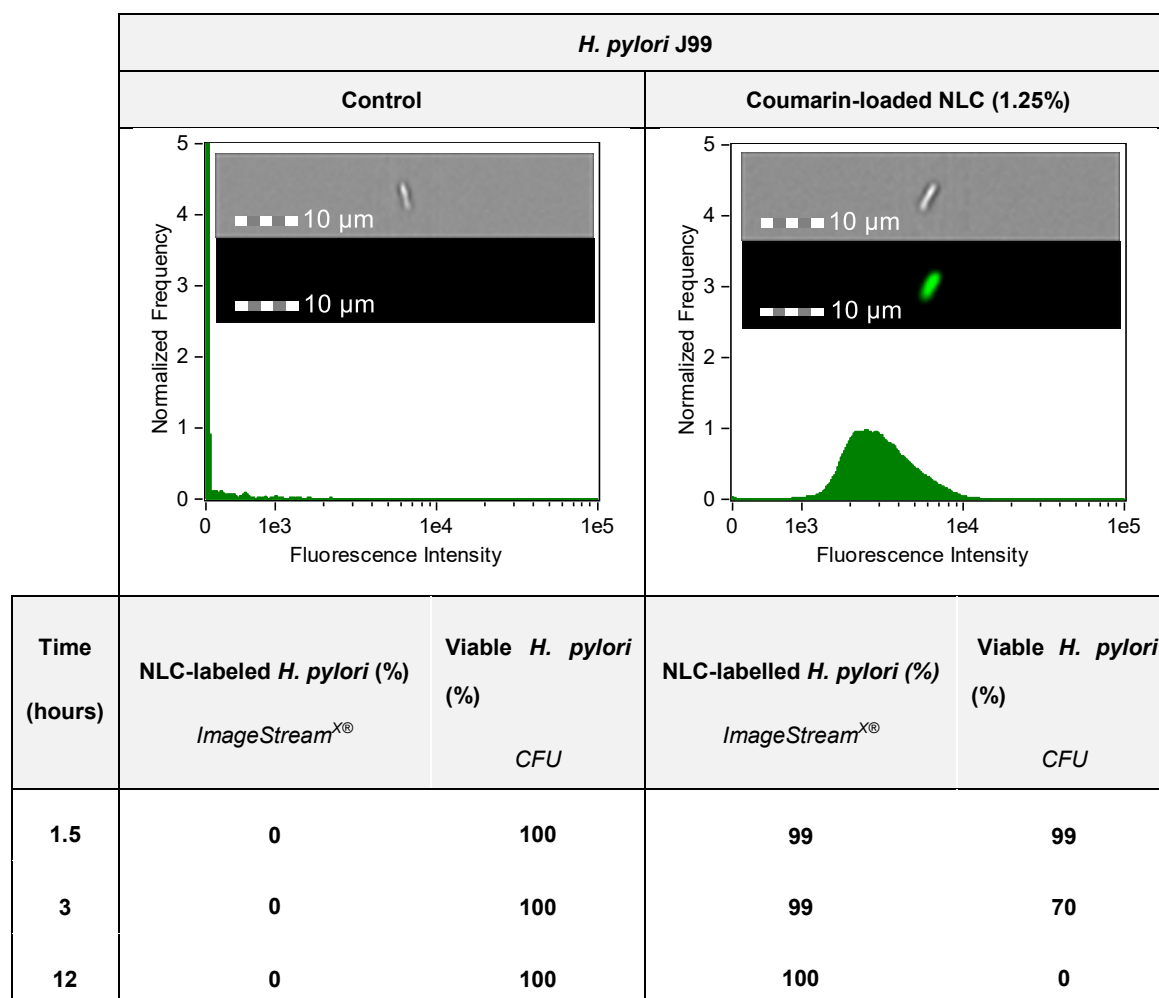 H. pylori J99
Control
Coumarin-loaded NLC (1.25%)
5
4
3
2
1
0
Normalized Frequency
10 µm
10 µm
0 1e3 1e4 1e5
Fluorescence Intensity
5
4
3
2
1
0
Normalized Frequency
10 µm
10 µm
0 1e3 1e4 1e5
Fluorescence Intensity
Time
(hours)
NLC-labeled H. pylori (%)
ImageStreamX®
Viable H. pylori
(%)
CFU
NLC-labelled H. pylori (%)
ImageStreamX®
Viable H. pylori
(%)
CFU
1.5 0 100 99 99
3 0 100 99 70
12 0 100 100 0